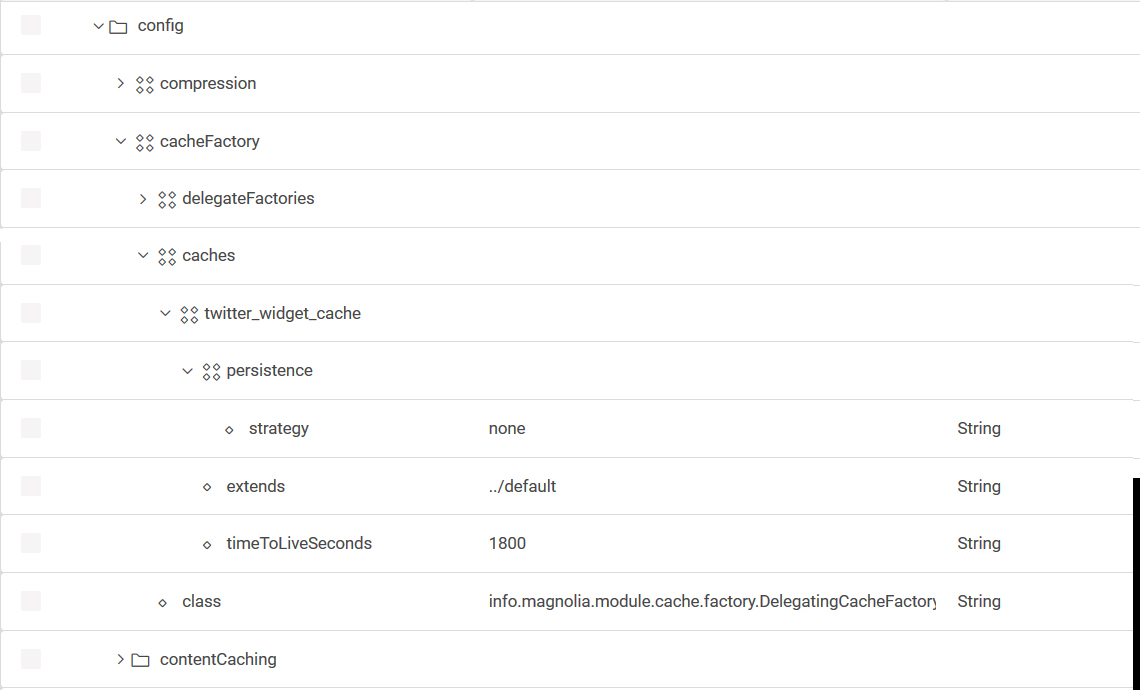 config
compression
cacheFactory
delegateFactories
caches
twitter_widget_cache
persistence
strategy none String
extends ../default String
timeToLiveSeconds 1800 String
class info.magnolia.module.cache.factory.DelegatingCacheFactory String
contentCaching